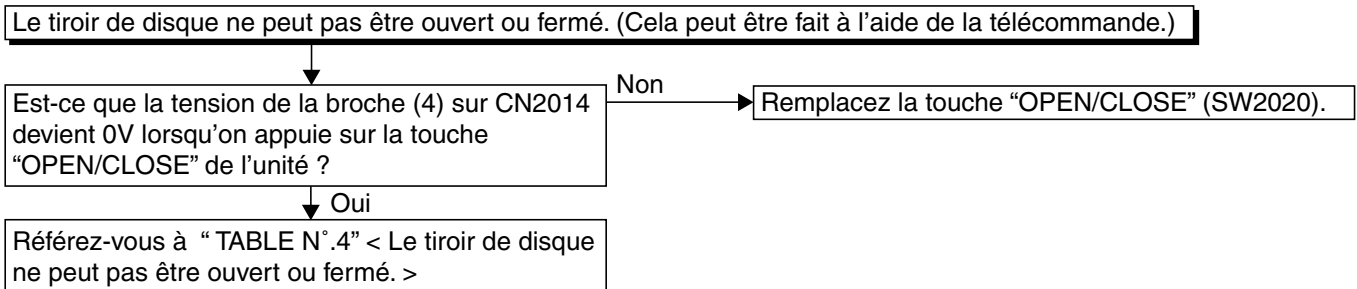 Le tiroir de disque ne peut pas être ouvert ou fermé. (Cela peut être fait à l’aide de la télécommande.)
Est-ce que la tension de la broche (4) sur CN2014
devient 0V lorsqu’on appuie sur la touche
“OPEN/CLOSE” de l’unité ?
Non
Remplacez la touche “OPEN/CLOSE” (SW2020).
Oui
Référez-vous à “ TABLE N˚.4” < Le tiroir de disque
ne peut pas être ouvert ou fermé. >